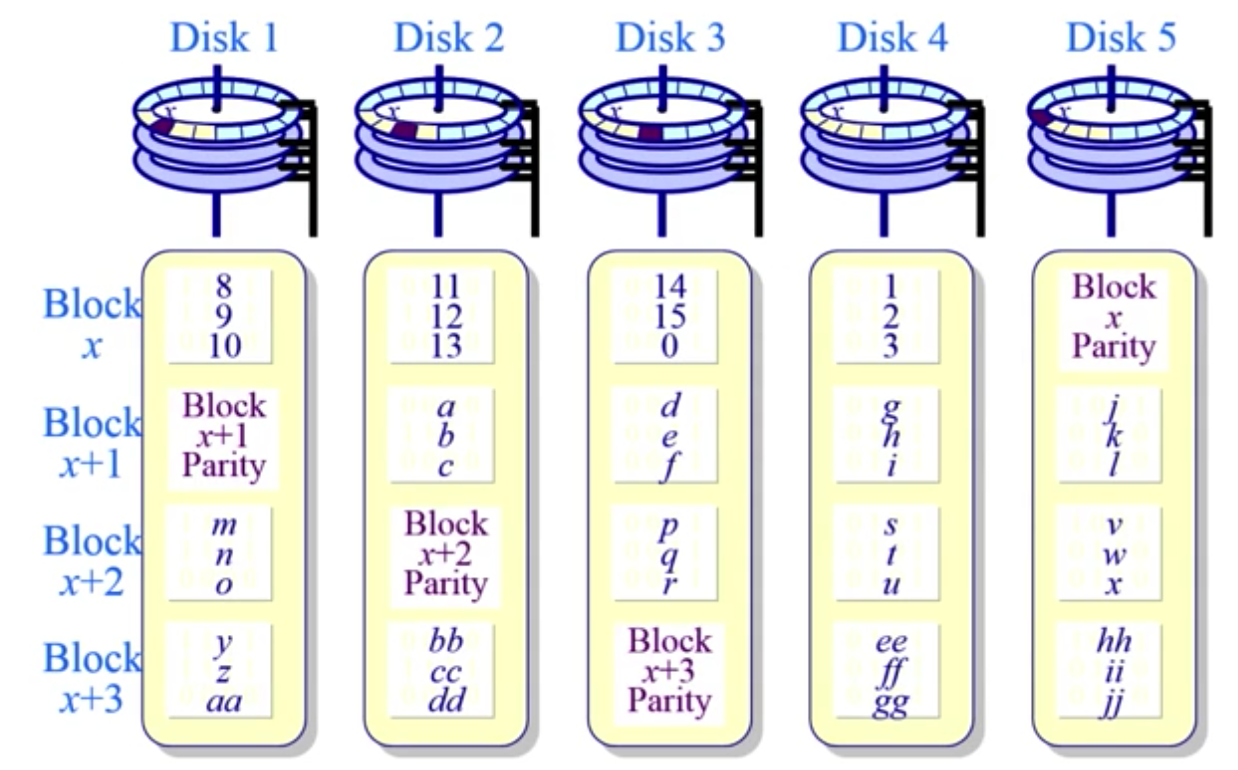 Disk 1 Disk 2 Disk 3 Disk 4 Disk 5
x x x x x
Block
x
8
9
10
11
12
13
14
15
0
1
2
3
Block
x
Parity
Block
x+1
Block
x+1
Parity
a
b
c
d
e
f
g
h
i
j
k
l
Block
x+2
m
n
o
Block
x+2
Parity
p
q
r
s
t
u
v
w
x
Block
x+3
y
z
aa
bb
cc
dd
Block
x+3
Parity
ee
ff
gg
hh
ii
jj